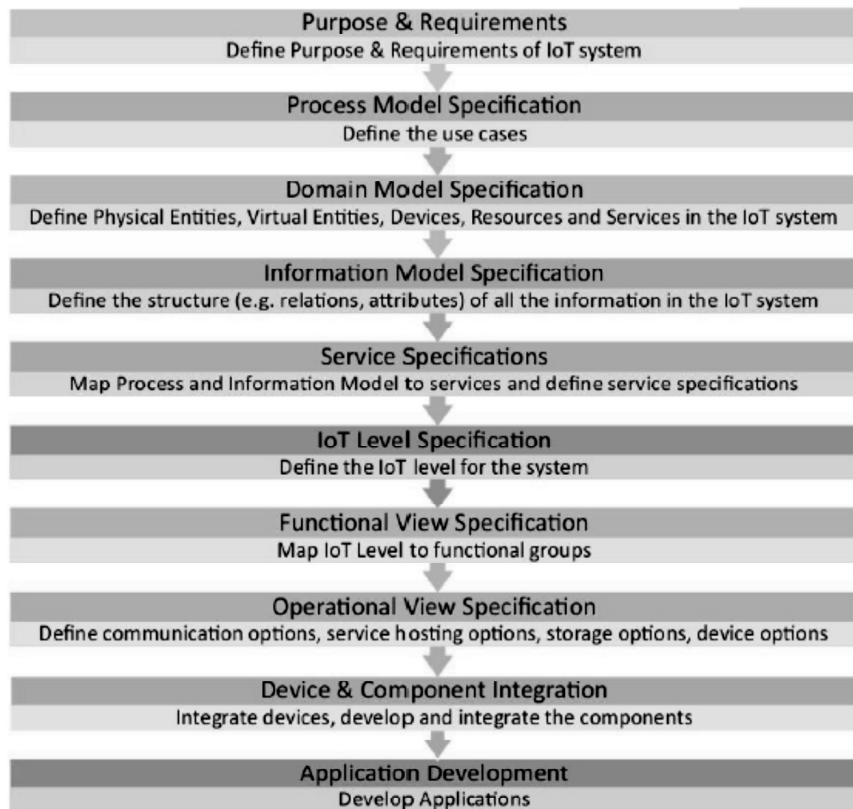 Purpose & Requirements
Define Purpose & Requirements of IoT system
Process Model Specification
Define the use cases
Domain Model Specification
Define Physical Entities, Virtual Entities, Devices, Resources and Services in the IoT system
Information Model Specification
Define the structure (e.g. relations, attributes) of all the information in the IoT system
Service Specifications
Map Process and Information Model to services and define service specifications
IoT Level Specification
Define the IoT level for the system
Functional View Specification
Map IoT Level to functional groups
Operational View Specification
Define communication options, service hosting options, storage options, device options
Device & Component Integration
Integrate devices, develop and integrate the components
Application Development
Develop Applications